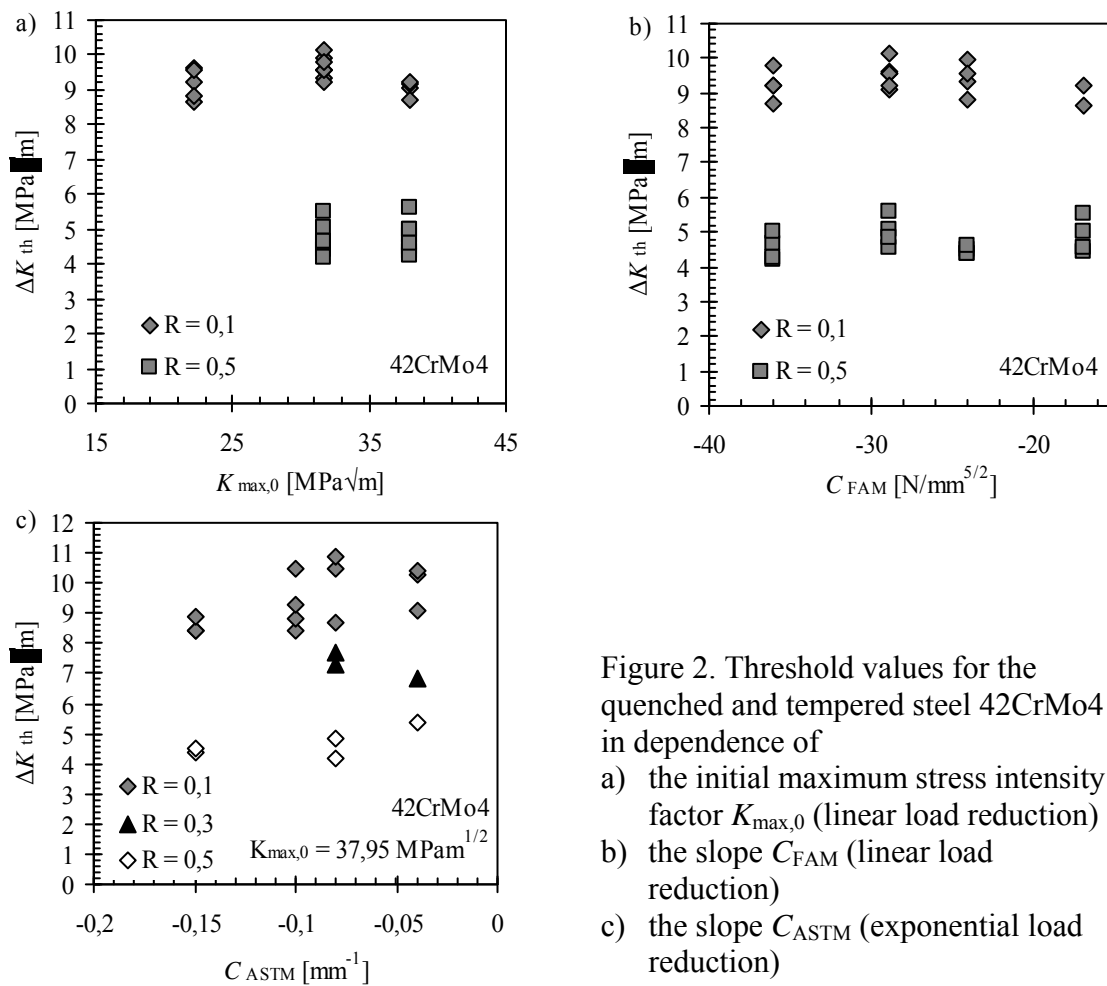 a)
11
10
9
8
7
6
5
4
3
2
1
0
ΔK th [MPa m]
R = 0,1
R = 0,5
42CrMo4
15 25 35 45
K max,0 [MPa√m]
b)
11
10
9
8
7
6
5
4
3
2
1
0
ΔK th [MPa m]
R = 0,1
R = 0,5
42CrMo4
-40 -30 -20
C FAM [N/mm^5/2]
c)
12
11
10
9
8
7
6
5
4
3
2
1
0
ΔK th [MPa m]
R = 0,1
R = 0,3
R = 0,5
42CrMo4
K max,0 = 37,95 MPam^1/2
-0,2 -0,15 -0,1 -0,05 0
C ASTM [mm^-1]
Figure 2. Threshold values for the
quenched and tempered steel 42CrMo4
in dependence of
a) the initial maximum stress intensity
factor Kmax,0 (linear load reduction)
b) the slope CFAM (linear load
reduction)
c) the slope CASTM (exponential load
reduction)